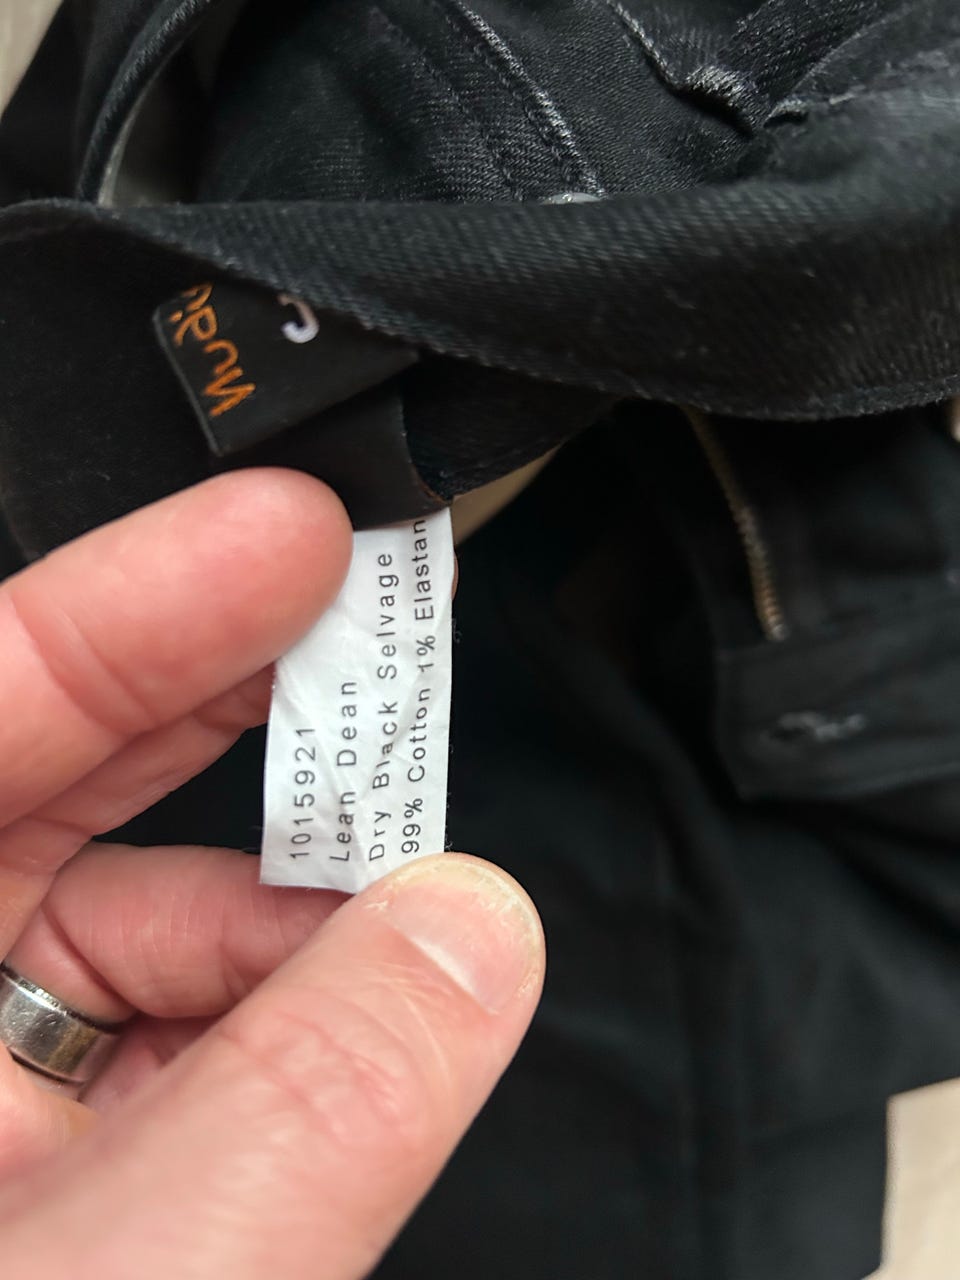 1015921
Lean Dean
Dry Black Selvage
99% Cotton 1% Elastan